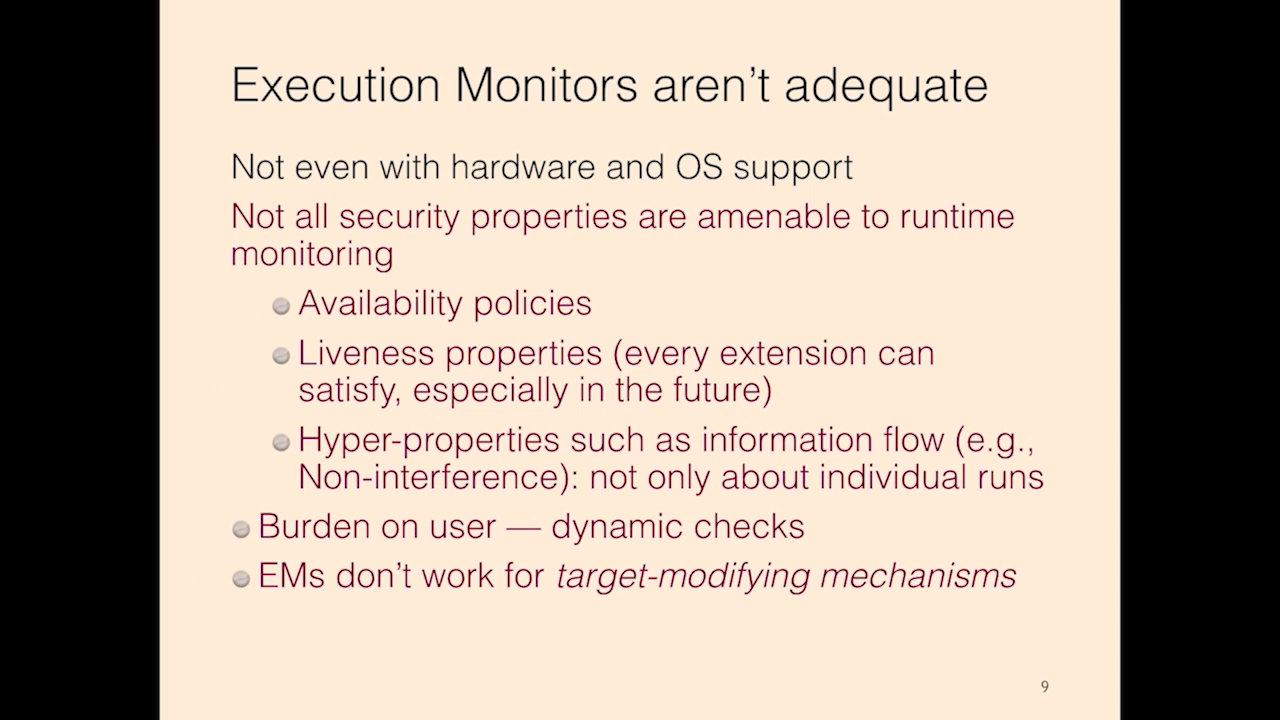 Execution Monitors aren’t adequate
Not even with hardware and OS support
Not all security properties are amenable to runtime
monitoring
Availability policies
Liveness properties (every extension can
satisfy, especially in the future)
Hyper-properties such as information flow (e.g.,
Non-interference): not only about individual runs
Burden on user — dynamic checks
EMs don’t work for target-modifying mechanisms
9